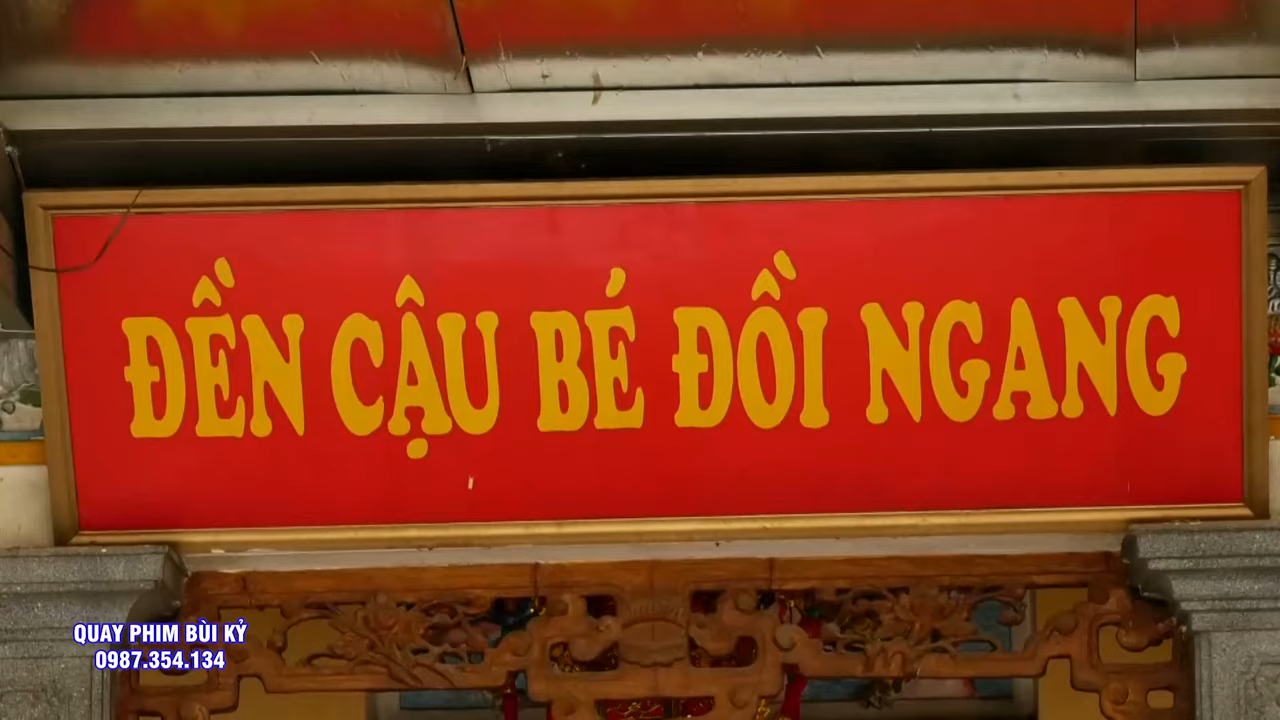 ĐỀN CẬU BÉ ĐỒI NGANG
QUAY PHIM BÙI KỶ
0987.354.134